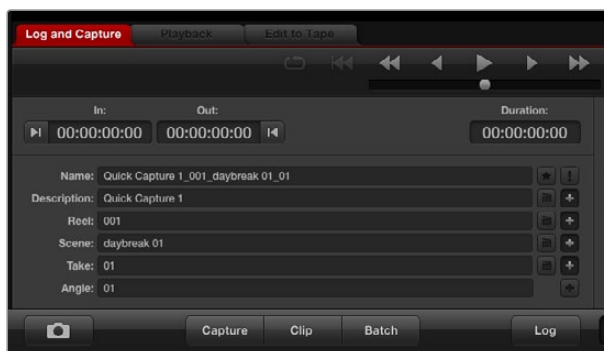 Log and Capture Playback Edit to Tape
In: Out: Duration:
00:00:00:00 00:00:00:00 00:00:00:00
Name: Quick Capture 1_001_daybreak 01_01
Description: Quick Capture 1
Reel: 001
Scene: daybreak 01
Take: 01
Angle: 01
Capture Clip Batch Log